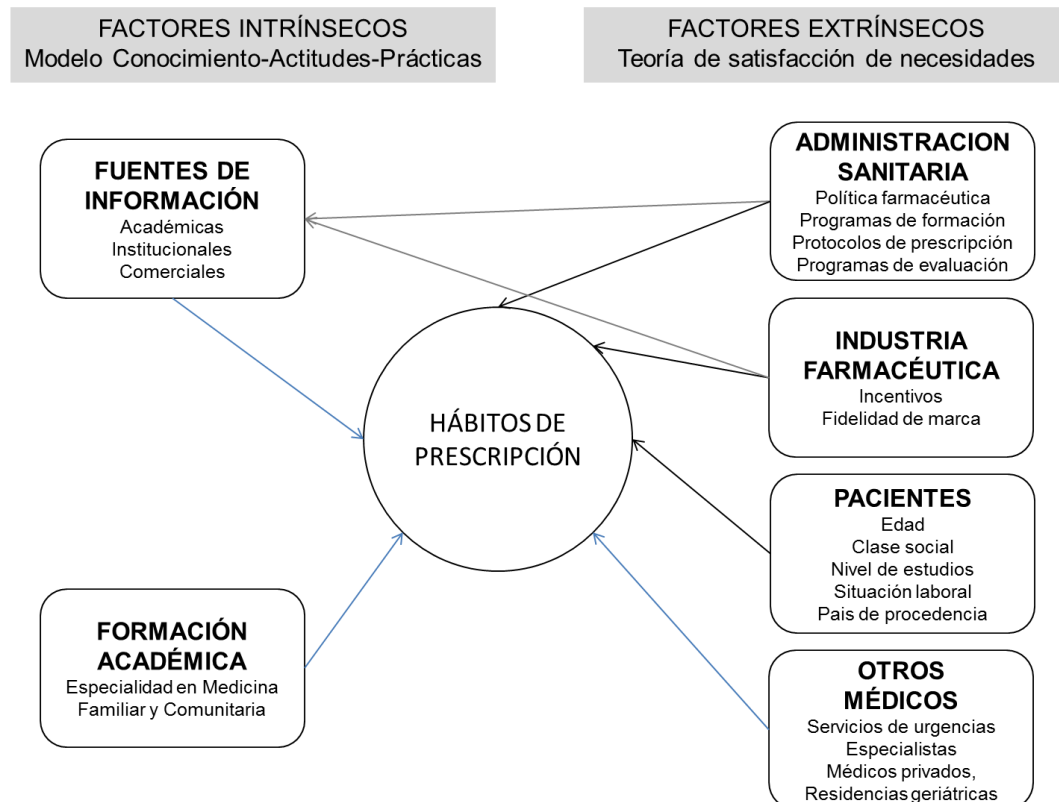 FACTORES INTRÍNSECOS
Modelo Conocimiento-Actitudes-Prácticas
FACTORES EXTRÍNSECOS
Teoría de satisfacción de necesidades
FUENTES DE
INFORMACIÓN
Académicas
Institucionales
Comerciales
FORMACIÓN
ACADÉMICA
Especialidad en Medicina
Familiar y Comunitaria
HÁBITOS DE
PRESCRIPCIÓN
ADMINISTRACION
SANITARIA
Política farmacéutica
Programas de formación
Protocolos de prescripción
Programas de evaluación
INDUSTRIA
FARMACÉUTICA
Incentivos
Fidelidad de marca
PACIENTES
Edad
Clase social
Nivel de estudios
Situación laboral
Pais de procedencia
OTROS
MÉDICOS
Servicios de urgencias
Especialistas
Médicos privados,
Residencias geriátricas